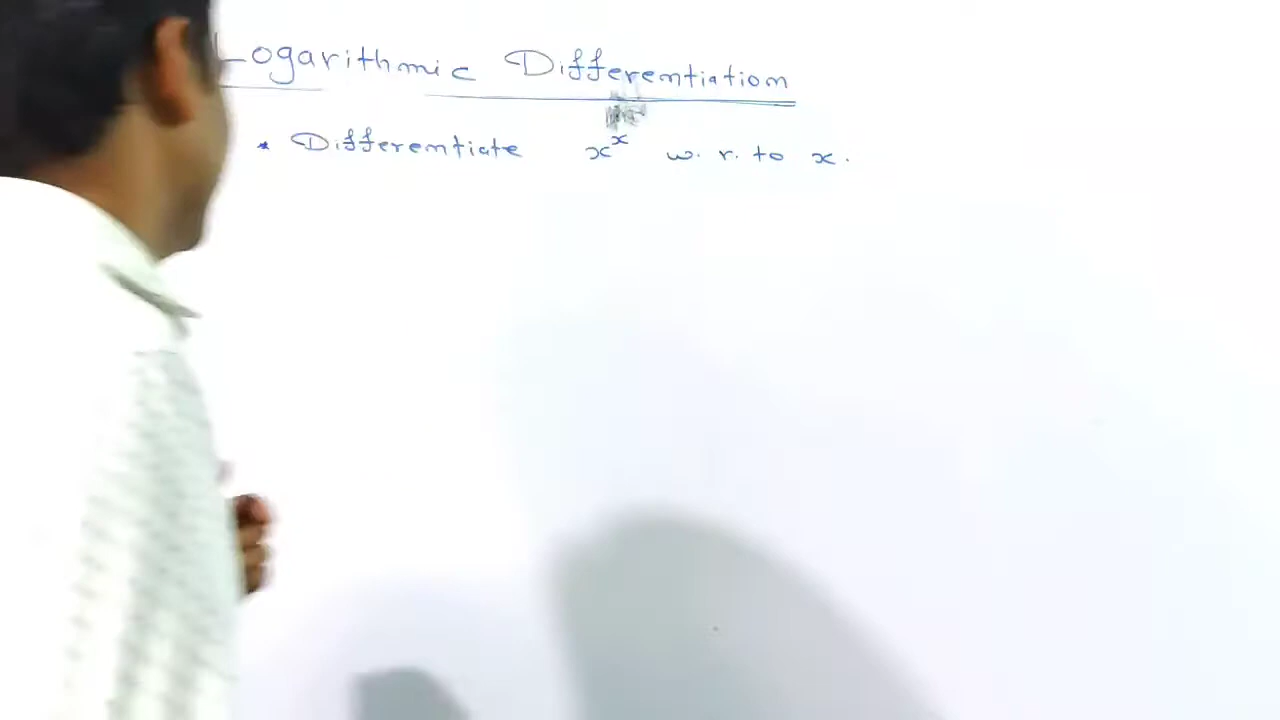 Logarithmic Differentiation
* Differentiate x^x w. r. to x.